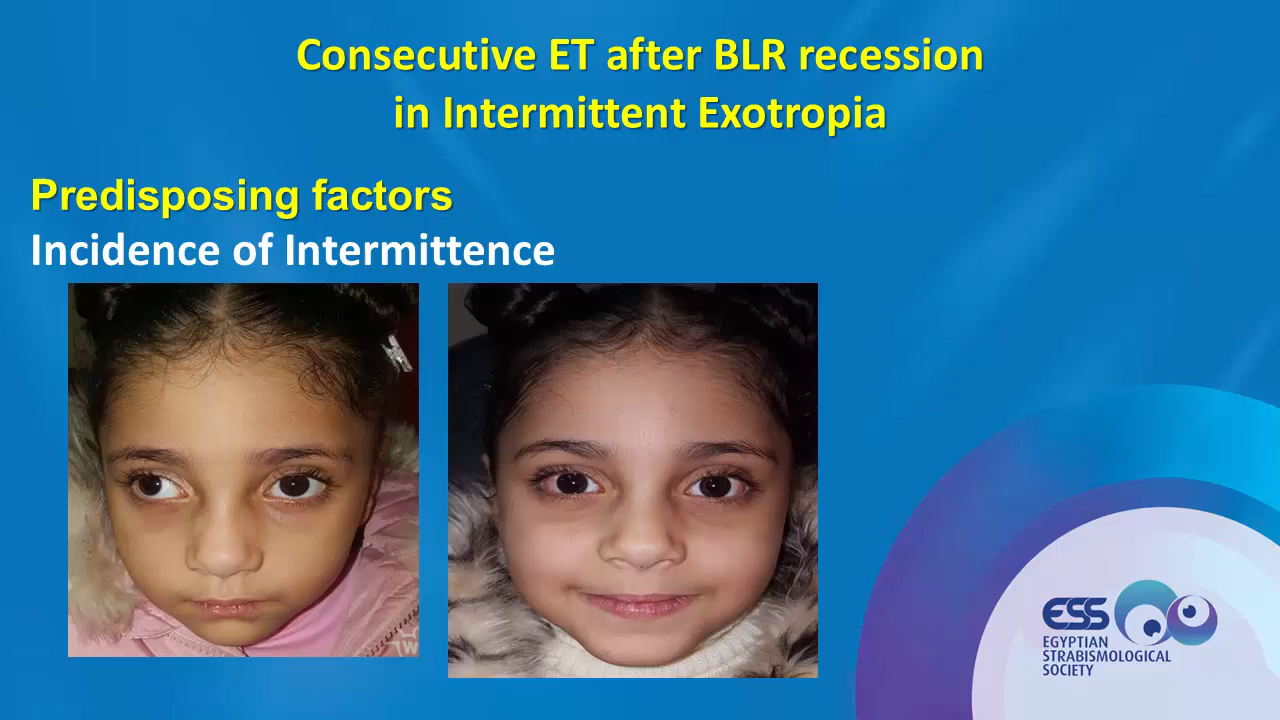 Consecutive ET after BLR recession
in Intermittent Exotropia
Predisposing factors
Incidence of Intermittence
ESS
EGYPTIAN
STRABISMOLOGICAL
SOCIETY